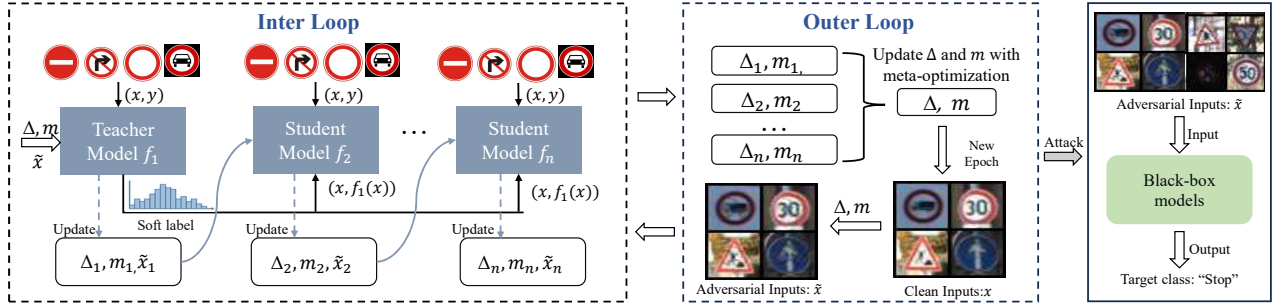 Inter Loop
(x, y)
(x, y)
(x, y)
Δ, m
x̃
Teacher
Model f₁
Student
Model f₂
...
Student
Model fₙ
(x, f₁(x))
(x, f₁(x))
Soft label
Update
Update
Update
Δ₁, m₁, x̃₁
Δ₂, m₂, x̃₂
Δₙ, mₙ, x̃ₙ
Outer Loop
Δ₁, m₁,
Δ₂, m₂
...
Δₙ, mₙ
Update Δ and m with
meta-optimization
Δ, m
New
Epoch
30
30
Δ, m
Adversarial Inputs: x̃
Clean Inputs:x
Attack
30
50
Adversarial Inputs: x̃
Input
Black-box
models
Output
Target class: “Stop”